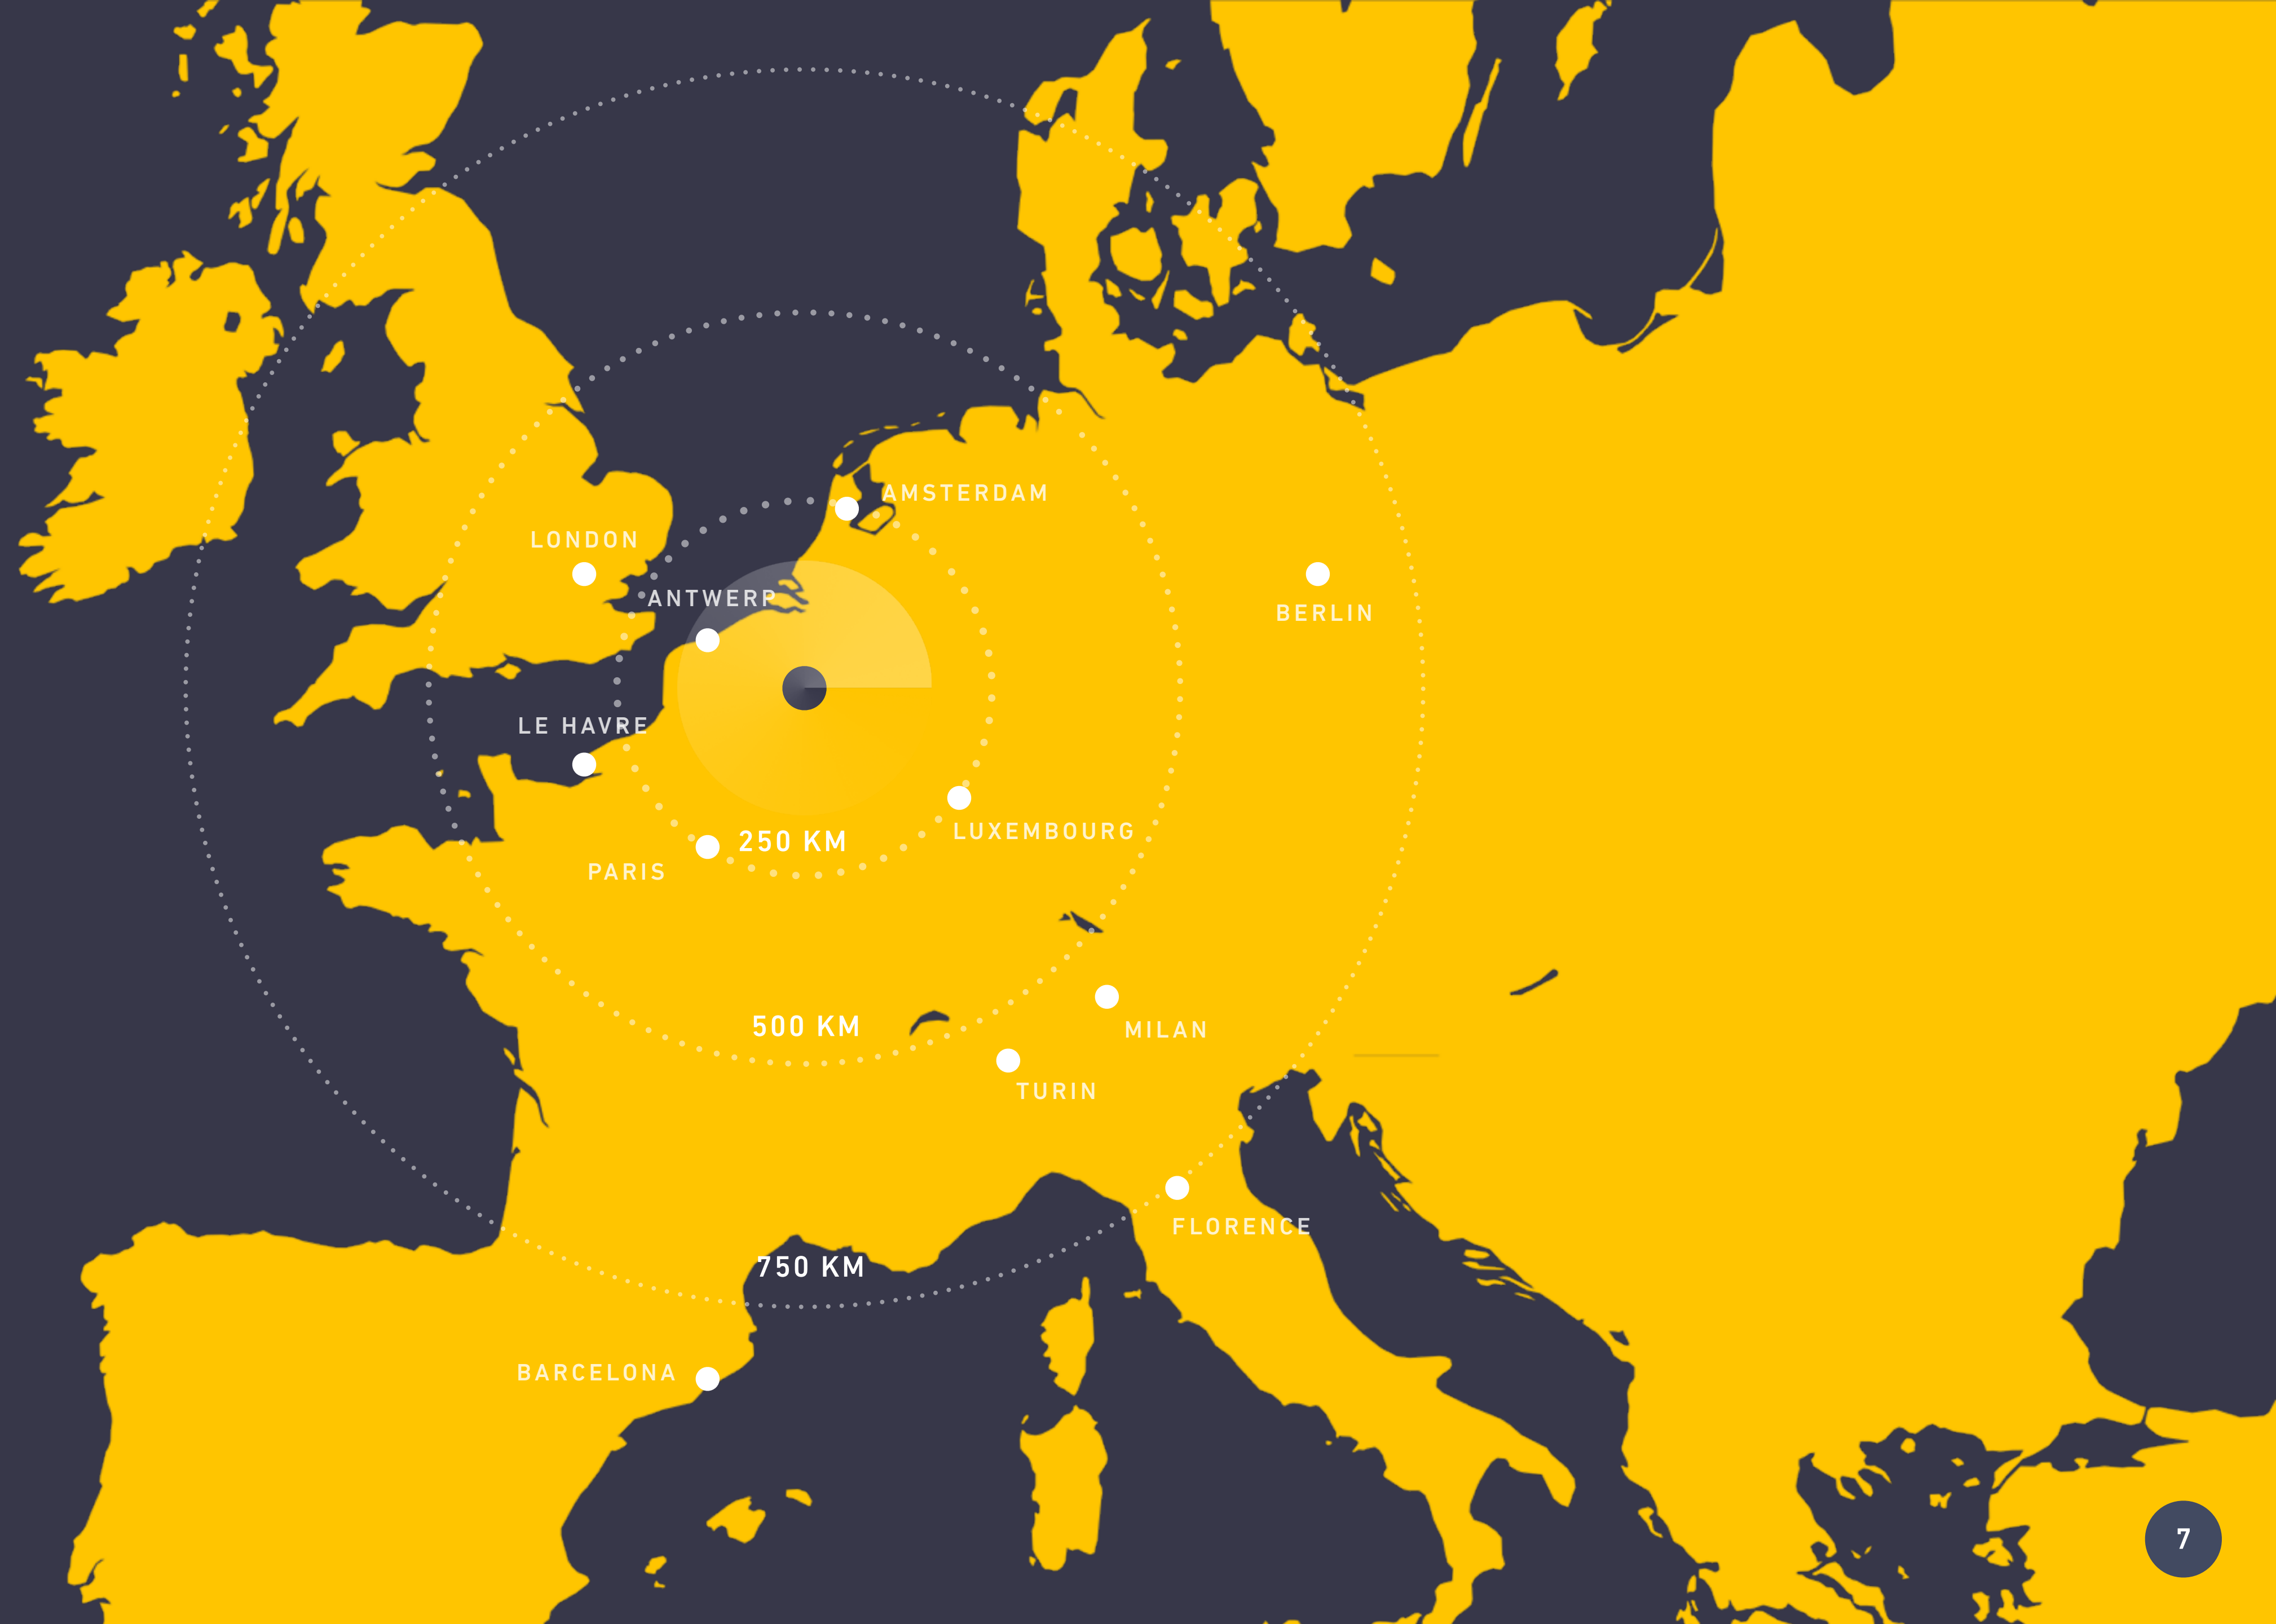 AMSTERDAM
LONDON
ANTWERP
BERLIN
LE HAVRE
LUXEMBOURG
250 KM
PARIS
500 KM
MILAN
TURIN
FLORENCE
750 KM
BARCELONA
7